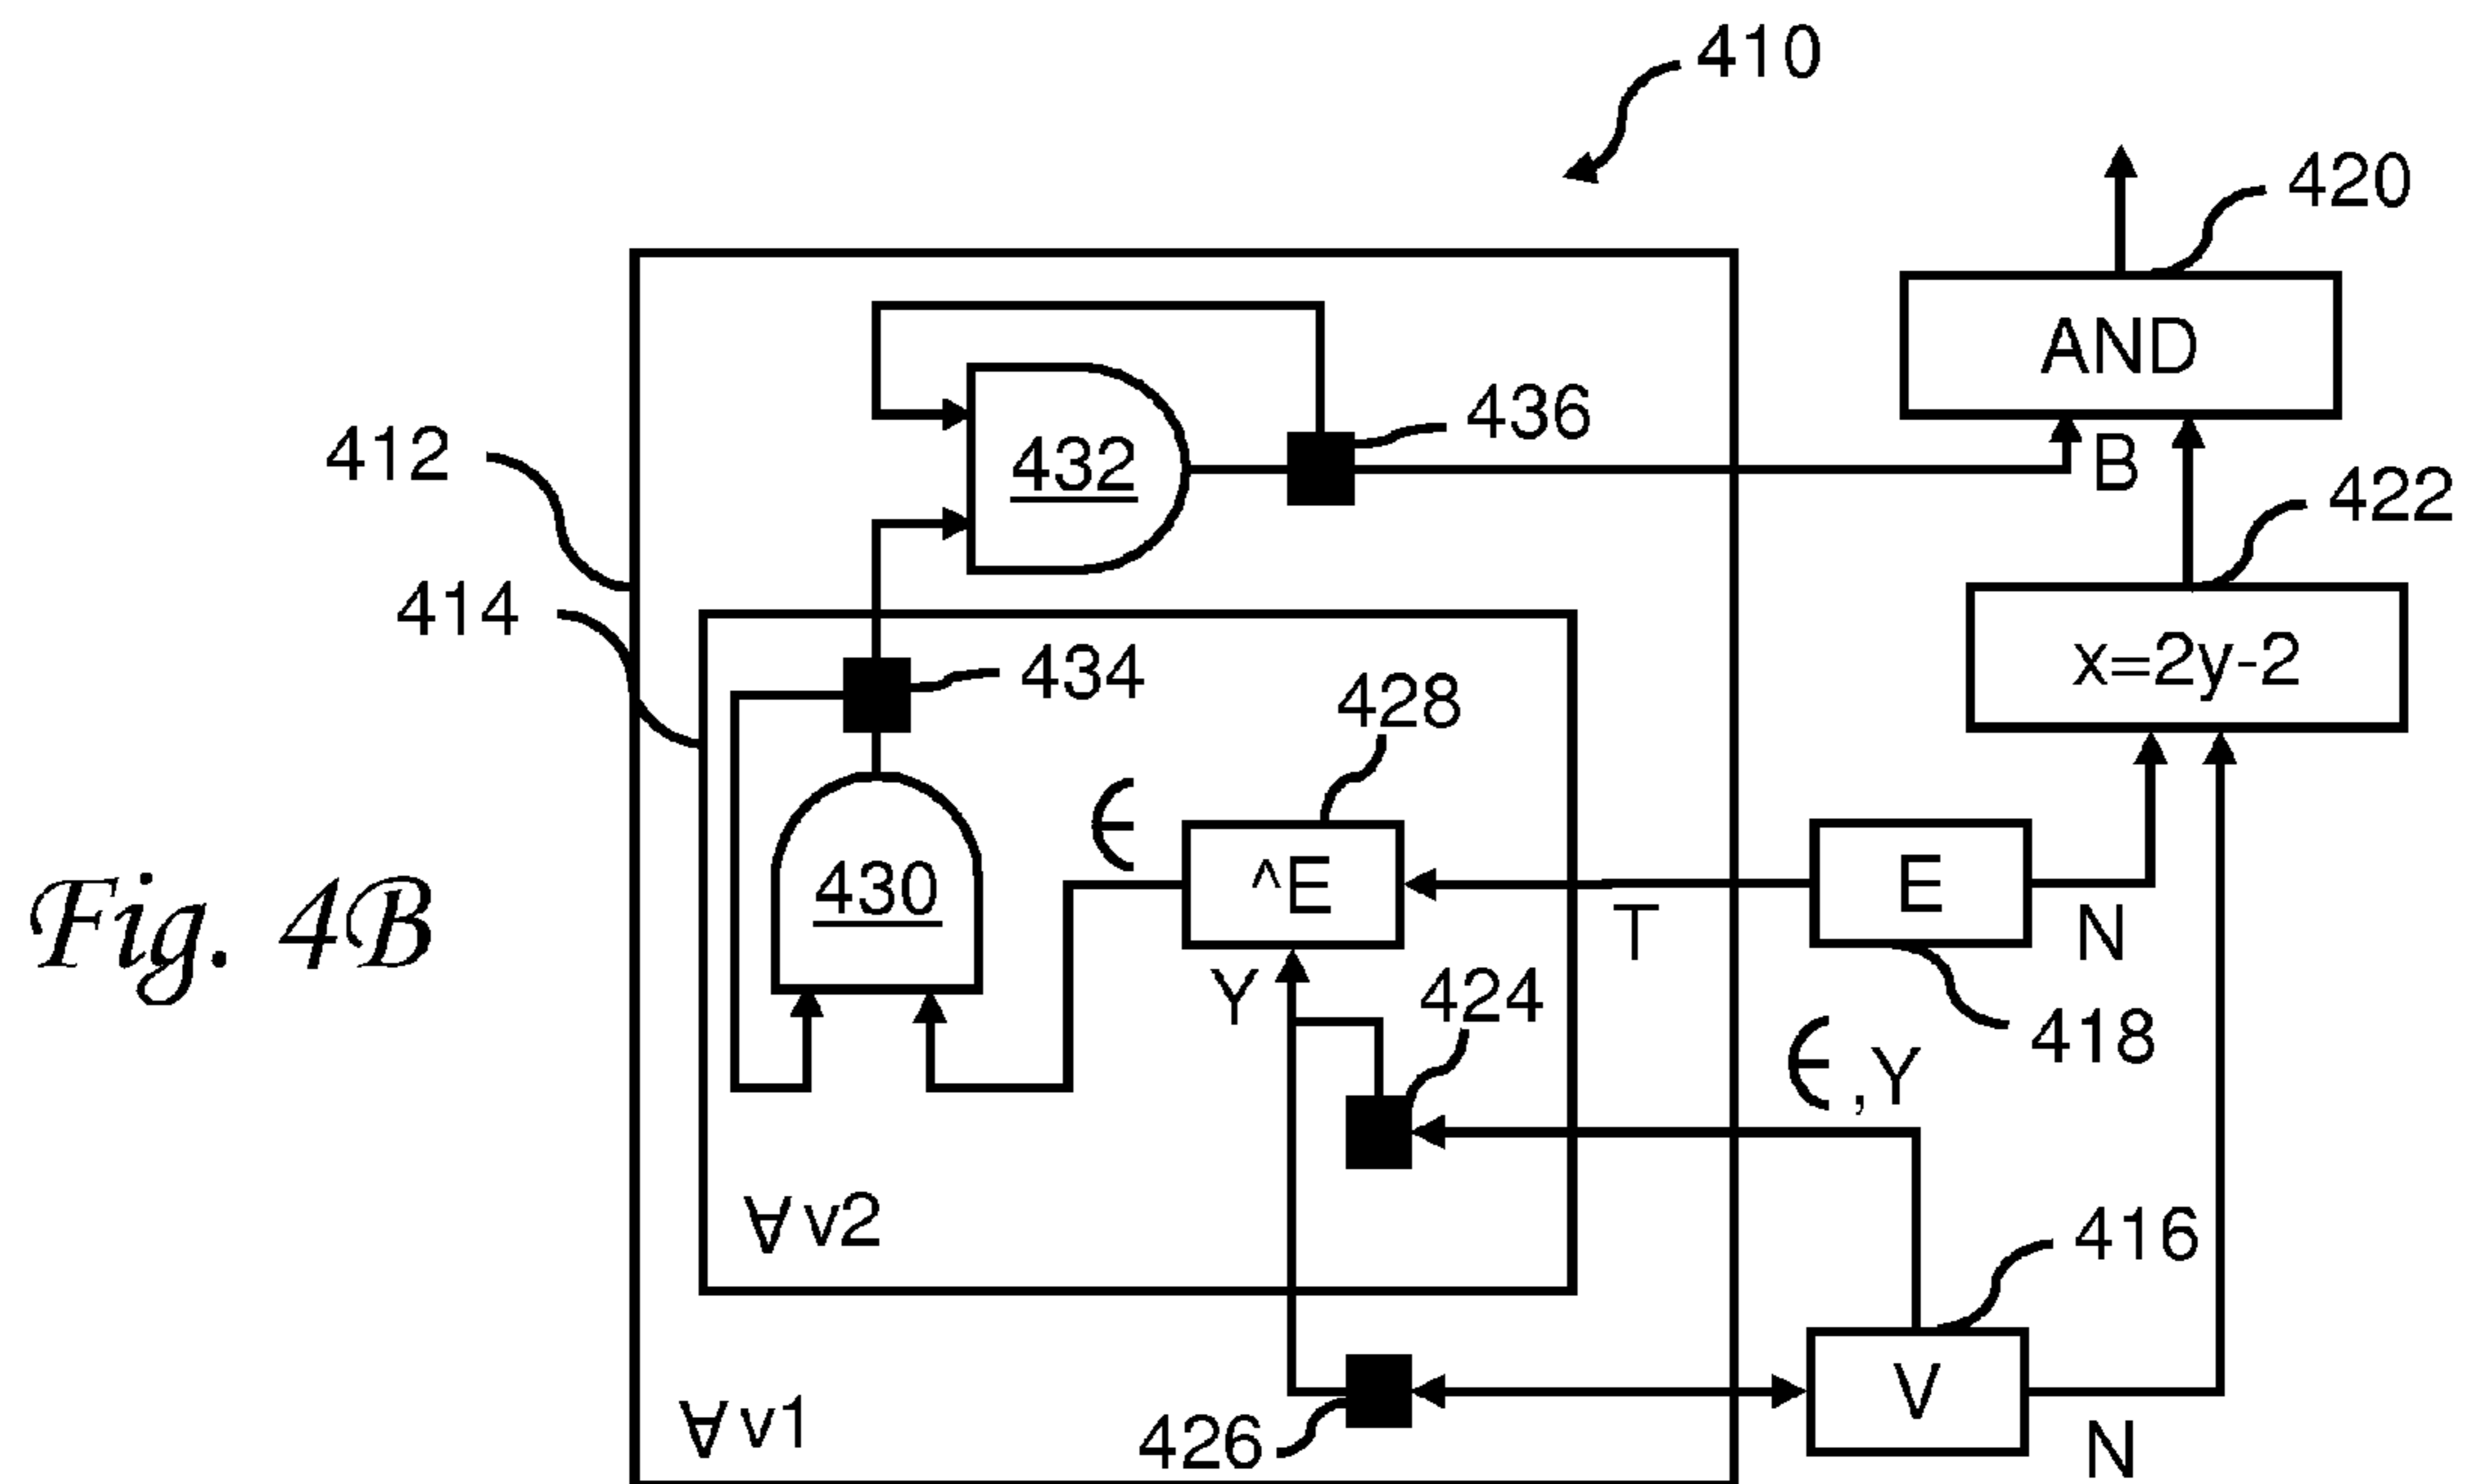 410
420
AND
436
B
412
432
422
414
x=2y-2
434
428
∈
^E
E
430
T
N
Fig. 4B
Y
424
418
∈,Y
∀v2
416
V
∀v1
426
N